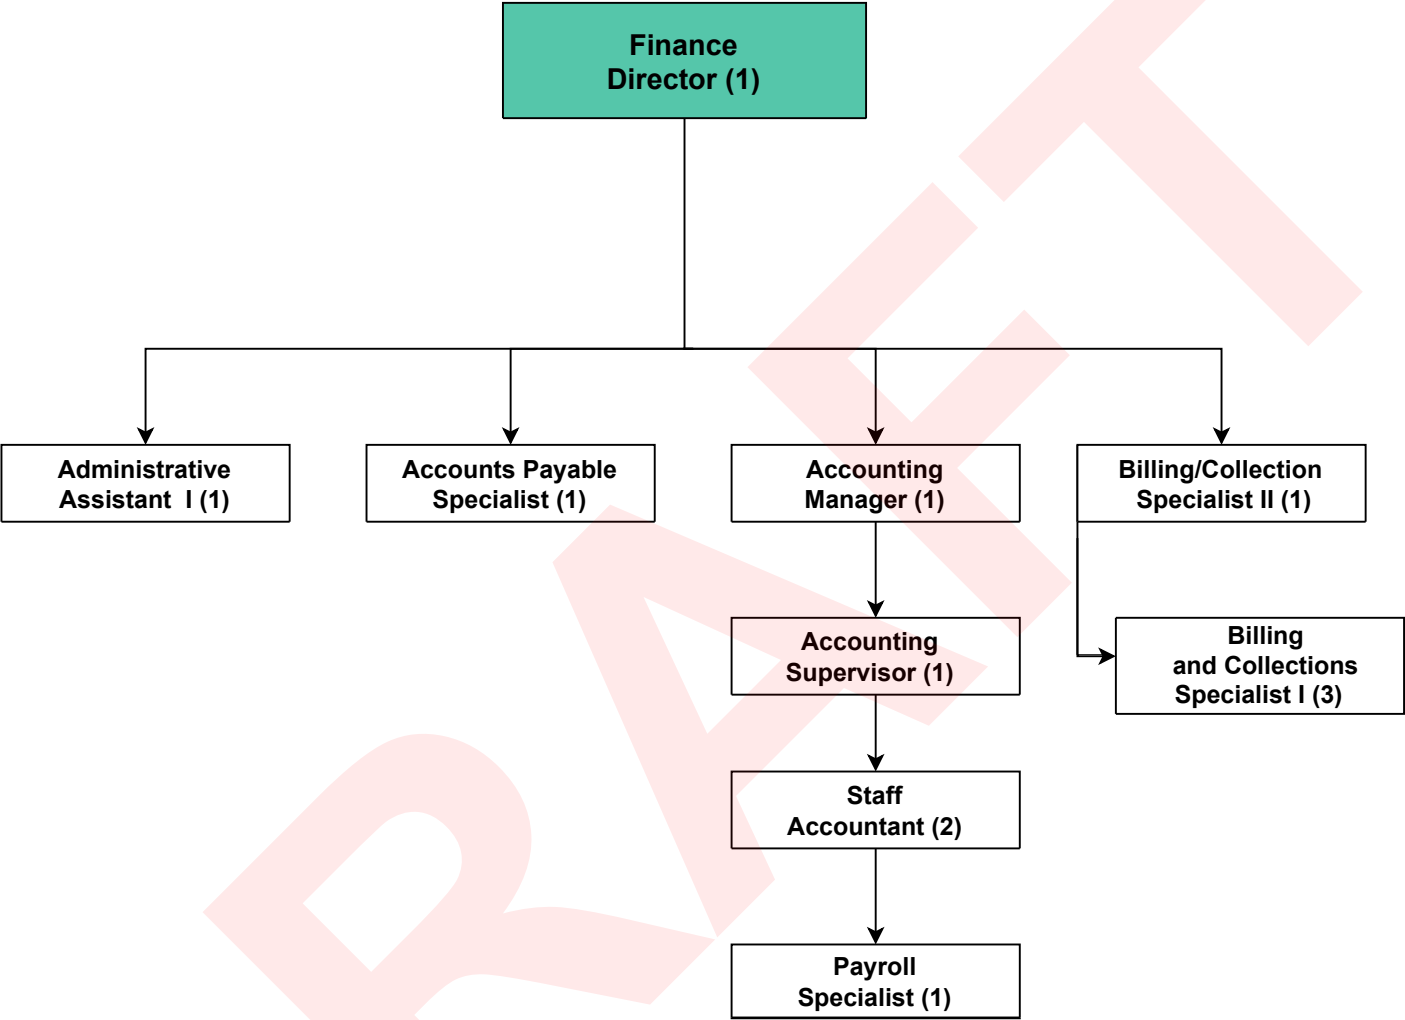 Finance
Director (1)
Administrative
Assistant I (1)
Accounts Payable
Specialist (1)
Accounting
Manager (1)
Billing/Collection
Specialist II (1)
Accounting
Supervisor (1)
Billing
and Collections
Specialist I (3)
Staff
Accountant (2)
Payroll
Specialist (1)
RAFT